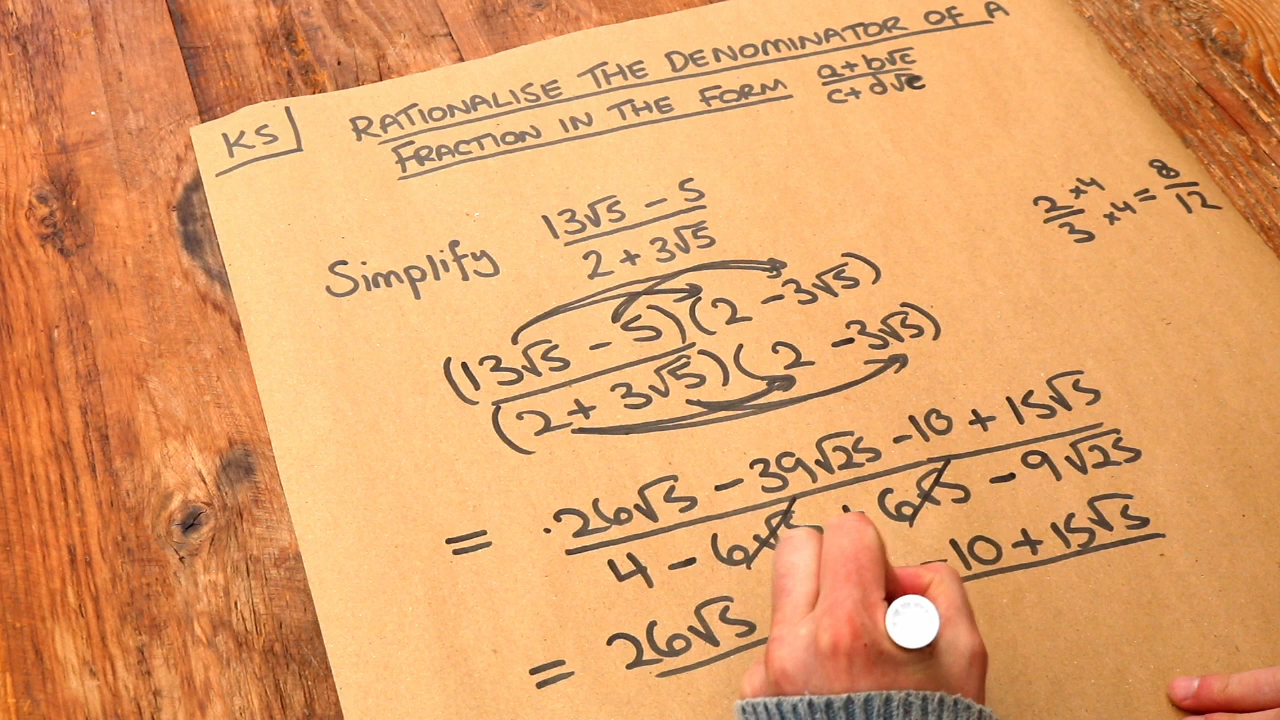 K5
RATIONALISE THE DENOMINATOR OF A
FRACTION IN THE FORM (a+b√c)/(c+d√e)
2/3 ×4/×4 = 8/12
Simplify (13√5 - 5)/(2 + 3√5)
(13√5 - 5)(2 - 3√5)
(2 + 3√5)(2 - 3√5)
= 26√5 - 39√25 - 10 + 15√5
4 - 6√5 + 6√5 - 9√25
= 26√5 - 10 + 15√5